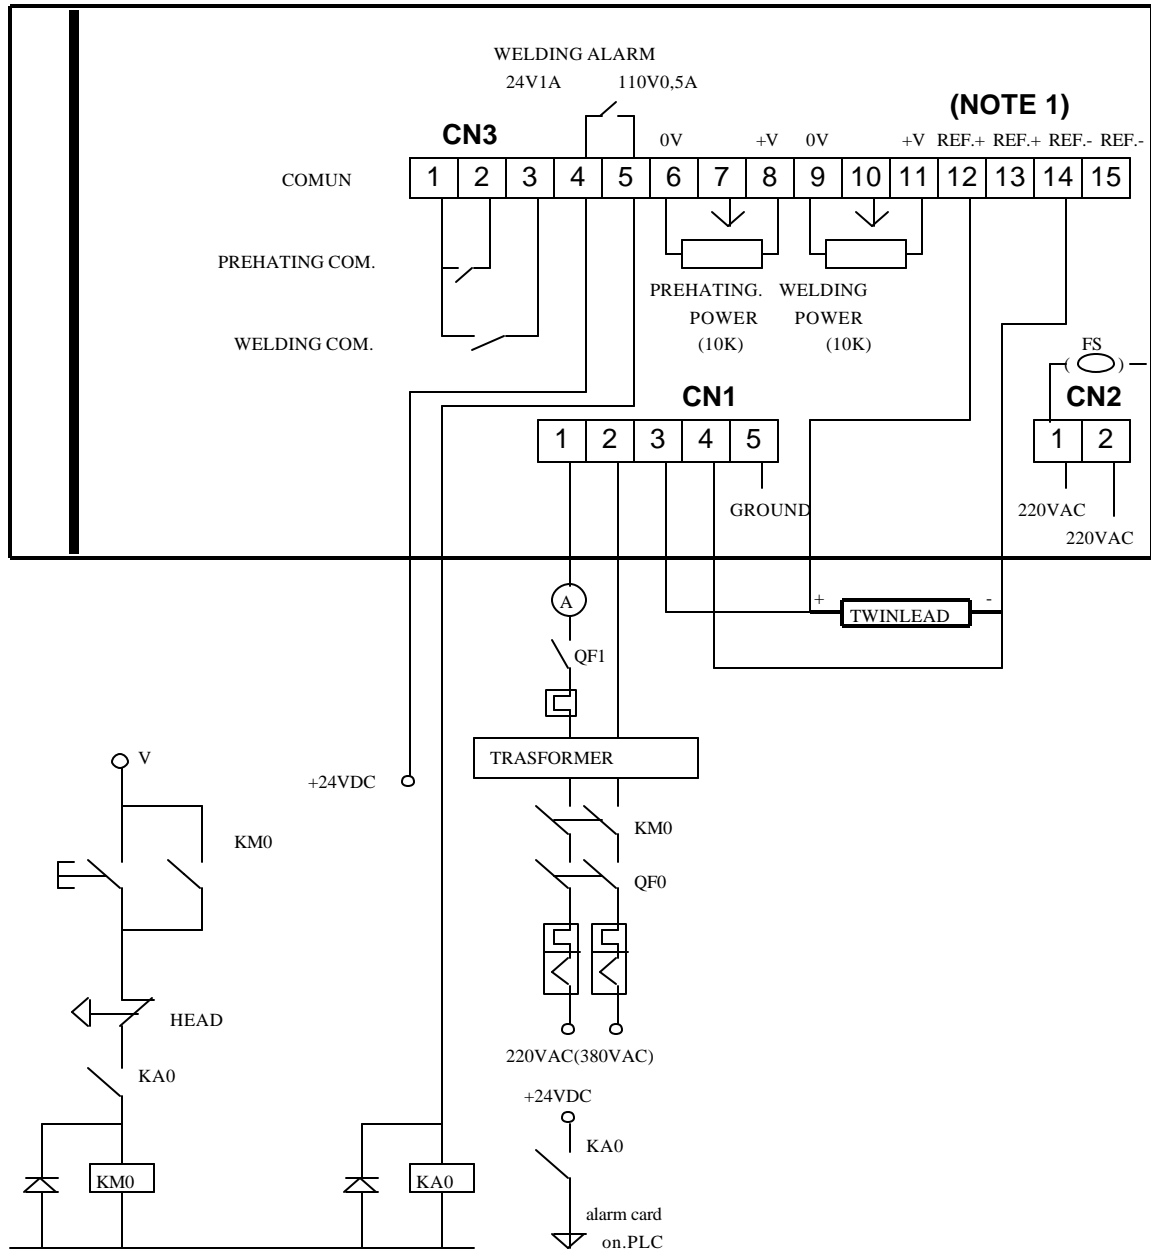 WELDING ALARM
24V1A 110V0,5A
(NOTE 1)
CN3
0V +V 0V +V REF.+ REF.+ REF.- REF.-
COMUN 1 2 3 4 5 6 7 8 9 10 11 12 13 14 15
PREHATING COM.
PREHATING. WELDING
POWER POWER
(10K) (10K)
WELDING COM.
FS
( )
CN1 CN2
1 2 3 4 5 1 2
GROUND 220VAC
220VAC
A
+ -
TWINLEAD
QF1
V
TRASFORMER
+24VDC
KM0 KM0
QF0
HEAD
220VAC(380VAC)
KA0
+24VDC
KA0
KM0 KA0
alarm card
on.PLC